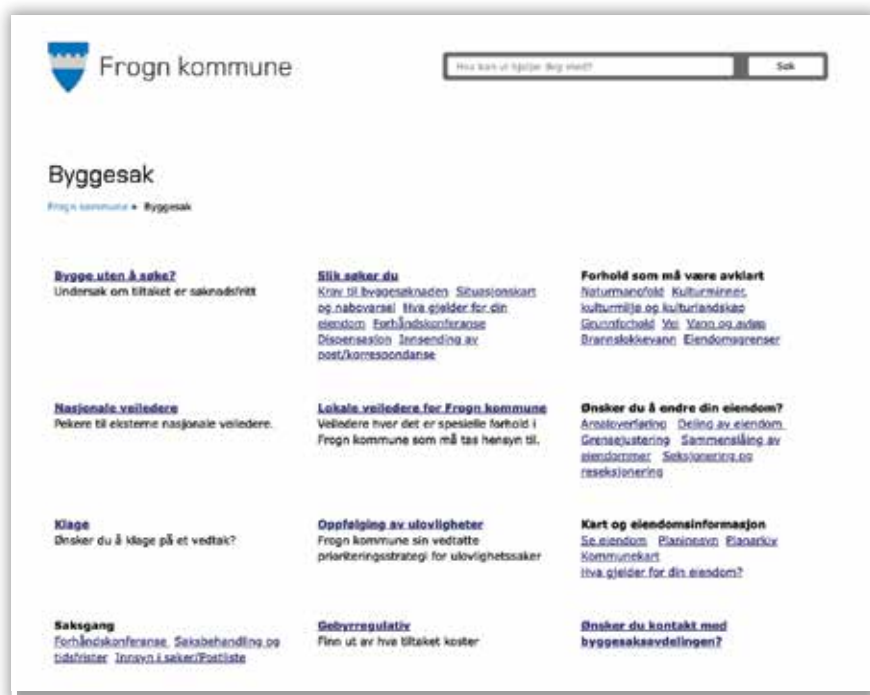 Frogn kommune
Hva kan vi hjelpe deg med?
Søk
Byggesak
Frogn kommune ▸ Byggesak
Bygge uten å søke?
Undersøk om tiltaket er søknadsfritt
Slik søker du
Krav til byggesøknaden Situasjonskart
og nabovarsel Hva gjelder for din
eiendom Forhåndskonferanse
Dispensasjon Innsending av
post/korrespondanse
Forhold som må være avklart
Naturmanofold Kulturminner,
kulturmiljø og kulturlandskap
Grunnforhold Vei Vann og avløp
Brannslokkevann Eiendomsgrenser
Nasjonale veiledere
Pekere til eksterne nasjonale veiledere.
Lokale veiledere for Frogn kommune
Veiledere hvor det er spesielle forhold i
Frogn kommune som må tas hensyn til.
Ønsker du å endre din eiendom?
Arealoverføring Deling av eiendom
Grensejustering Sammenslåing av
eiendommer Seksjonering og
reseksjonering
Klage
Ønsker du å klage på et vedtak?
Oppfølging av ulovligheter
Frogn kommune sin vedtatte
prioriteringsstrategi for ulovlighetssaker
Kart og eiendomsinformasjon
Se eiendom Planinnsyn Planarkiv
Kommunekart
Hva gjelder for din eiendom?
Saksgang
Forhåndskonferanse Saksbehandling og
tidsfrister Innsyn i saker/Postliste
Gebyrregulativ
Finn ut av hva tiltaket koster
Ønsker du kontakt med
byggesaksavdelingen?